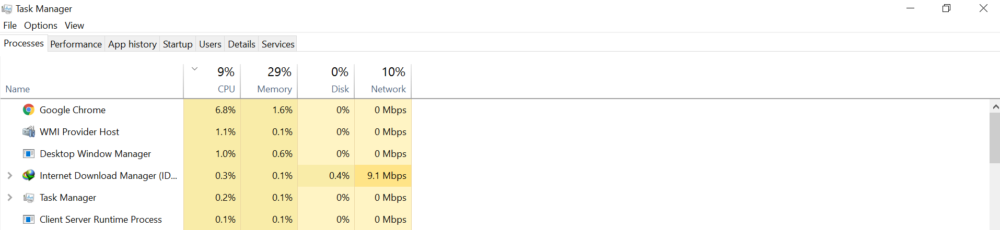 Task Manager
File Options View
Processes Performance App history Startup Users Details Services
9% 29% 0% 10%
Name CPU Memory Disk Network
Google Chrome 6.8% 1.6% 0% 0 Mbps
WMI Provider Host 1.1% 0.1% 0% 0 Mbps
Desktop Window Manager 1.0% 0.6% 0% 0 Mbps
Internet Download Manager (ID... 0.3% 0.1% 0.4% 9.1 Mbps
Task Manager 0.2% 0.1% 0% 0 Mbps
Client Server Runtime Process 0.1% 0.1% 0% 0 Mbps